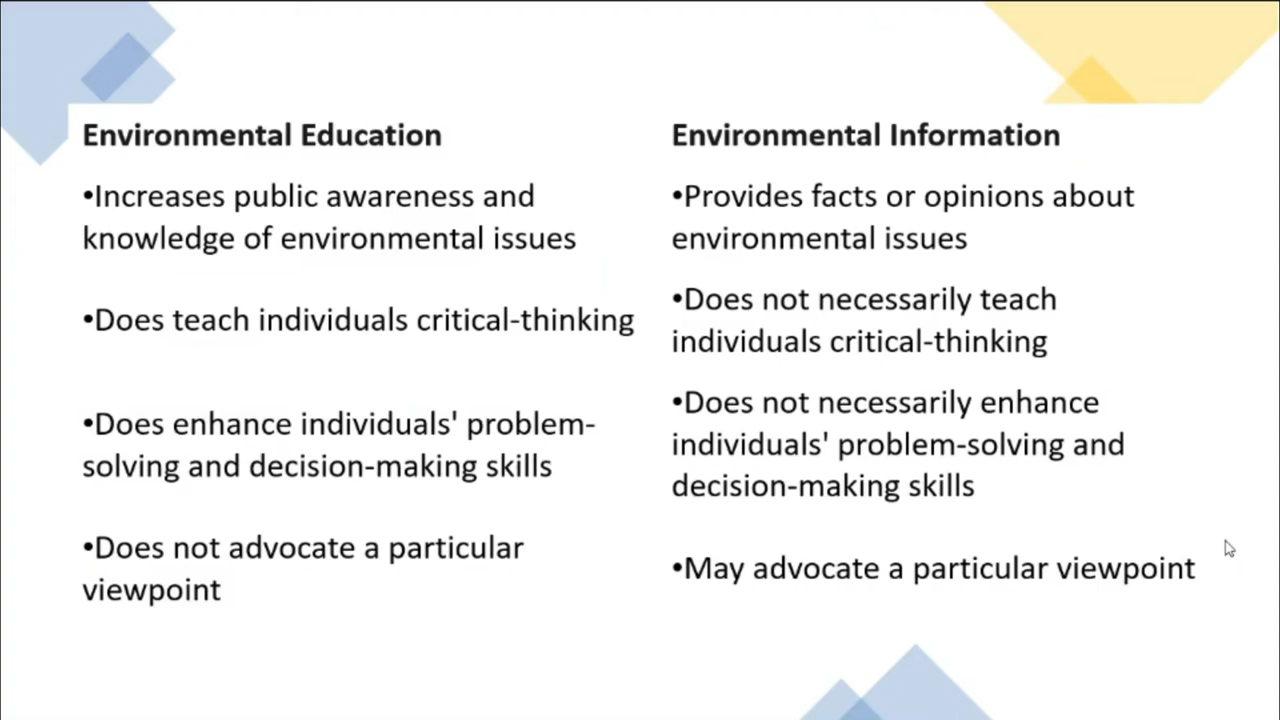 Environmental Education
•Increases public awareness and
knowledge of environmental issues
•Does teach individuals critical-thinking
•Does enhance individuals' problem-
solving and decision-making skills
•Does not advocate a particular
viewpoint
Environmental Information
•Provides facts or opinions about
environmental issues
•Does not necessarily teach
individuals critical-thinking
•Does not necessarily enhance
individuals' problem-solving and
decision-making skills
•May advocate a particular viewpoint